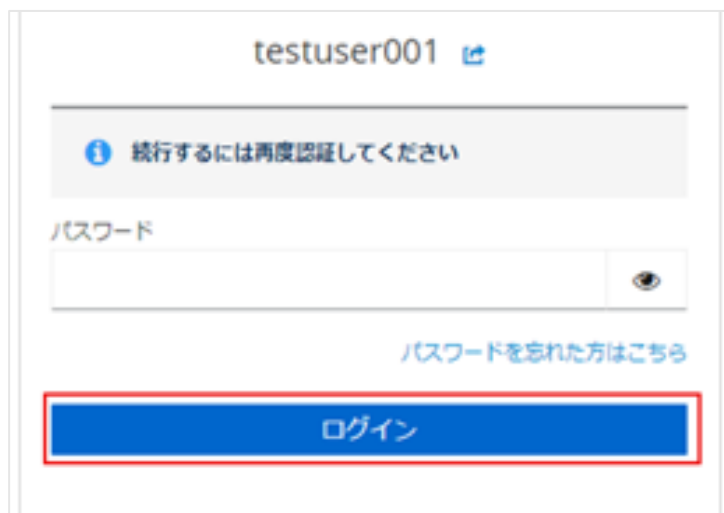 testuser001
続行するには再度認証してください
パスワード
パスワードを忘れた方はこちら
ログイン